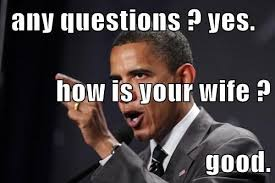 any questions ? yes.
how is your wife ?
good.